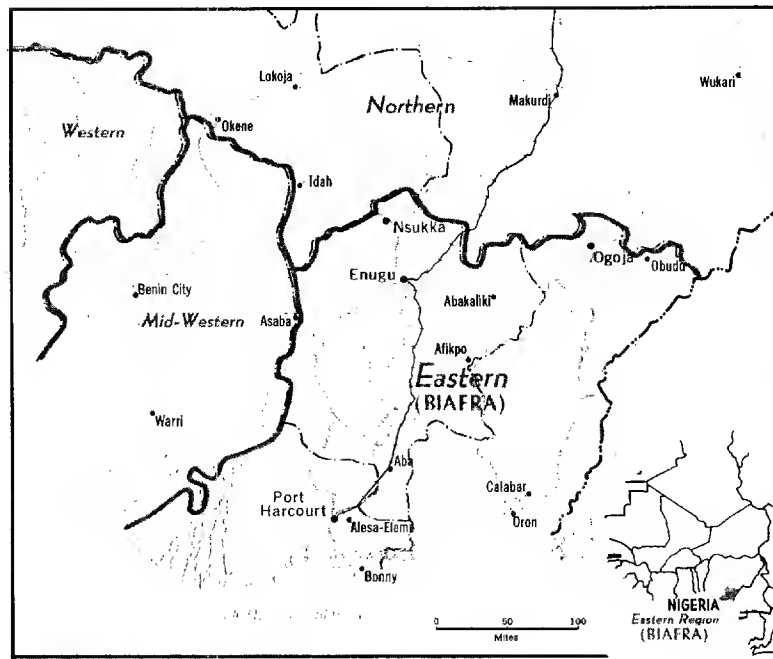 Lokoja
Wukari
Northern
Makurdi
Western
Okene
Idah
Nsukka
Ogoja
Obudu
Enugu
Benin City
Abakaliki
Mid-Western
Asaba
Afikpo
Eastern
(BIAFRA)
Warri
Aba
Calabar
Port
Harcourt
Oron
Alesa-Eleme
Bonny
0 50 100
Miles
NIGERIA
Eastern Region
(BIAFRA)